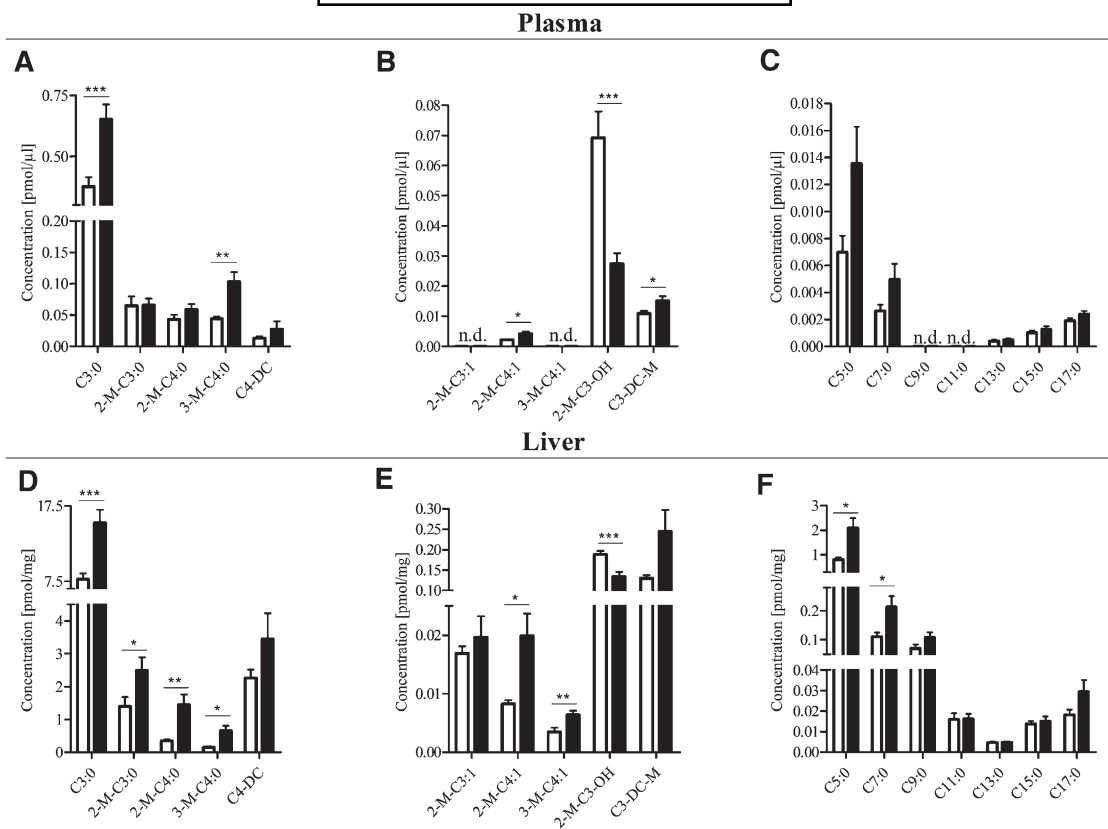 Plasma
A
B
C
Concentration [pmol/µl]
0.75
0.50
0.20
0.15
0.10
0.05
0.00
***
**
C3:0
2-M-C3:0
2-M-C4:0
3-M-C4:0
C4-DC
Concentration [pmol/µl]
0.08
0.07
0.06
0.05
0.04
0.03
0.02
0.01
0.00
n.d.
*
n.d.
***
*
2-M-C3:1
2-M-C4:1
3-M-C4:1
2-M-C3-OH
C3-DC-M
Concentration [pmol/µl]
0.018
0.016
0.014
0.012
0.010
0.008
0.006
0.004
0.002
0.000
n.d. n.d.
C5:0
C7:0
C9:0
C11:0
C13:0
C15:0
C17:0
Liver
D
E
F
Concentration [pmol/mg]
17.5
7.5
4
3
2
1
0
***
*
**
*
C3:0
2-M-C3:0
2-M-C4:0
3-M-C4:0
C4-DC
Concentration [pmol/mg]
0.30
0.25
0.20
0.15
0.10
0.02
0.01
0.00
*
**
***
2-M-C3:1
2-M-C4:1
3-M-C4:1
2-M-C3-OH
C3-DC-M
Concentration [pmol/mg]
3
2
1
0.2
0.1
0.04
0.03
0.02
0.01
0.00
*
*
C5:0
C7:0
C9:0
C11:0
C13:0
C15:0
C17:0